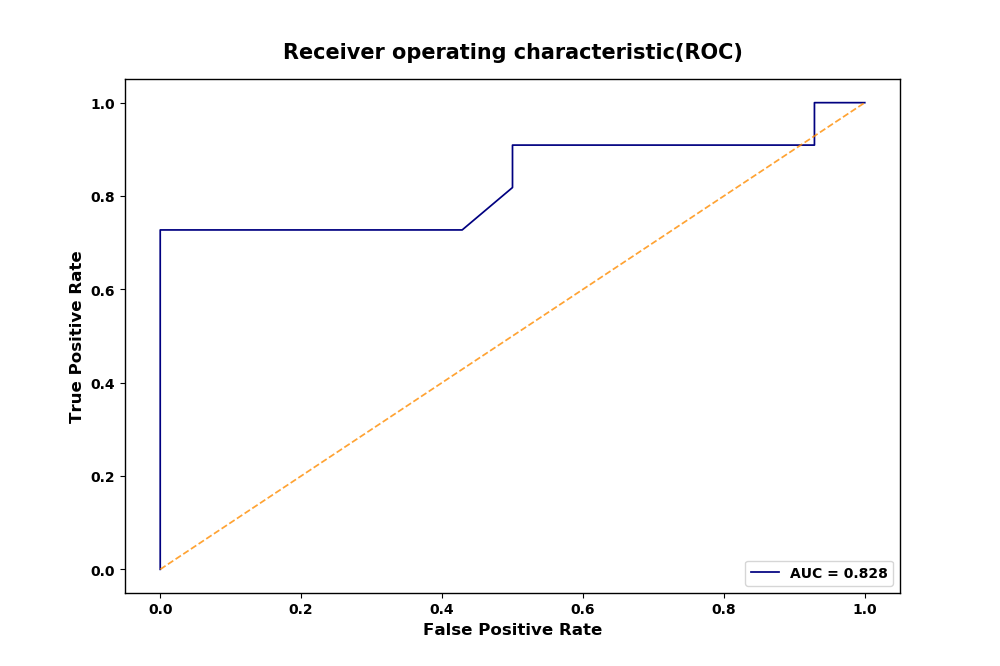 Receiver operating characteristic(ROC)
True Positive Rate
1.0
0.8
0.6
0.4
0.2
0.0
AUC = 0.828
0.0 0.2 0.4 0.6 0.8 1.0
False Positive Rate